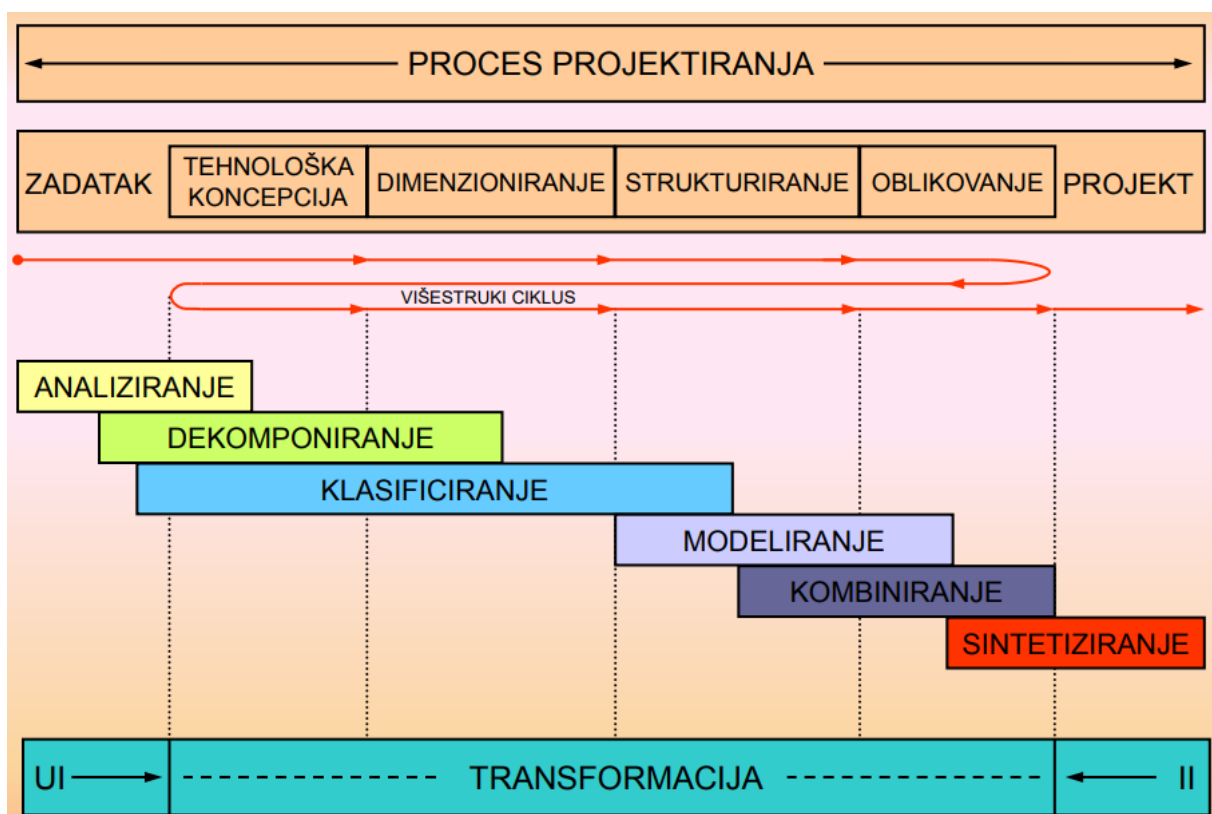 PROCES PROJEKTIRANJA
ZADATAK
TEHNOLOŠKA
KONCEPCIJA
DIMENZIONIRANJE
STRUKTURIRANJE
OBLIKOVANJE
PROJEKT
VIŠESTRUKI CIKLUS
ANALIZIRANJE
DEKOMPONIRANJE
KLASIFICIRANJE
MODELIRANJE
KOMBINIRANJE
SINTETIZIRANJE
UI
TRANSFORMACIJA
II